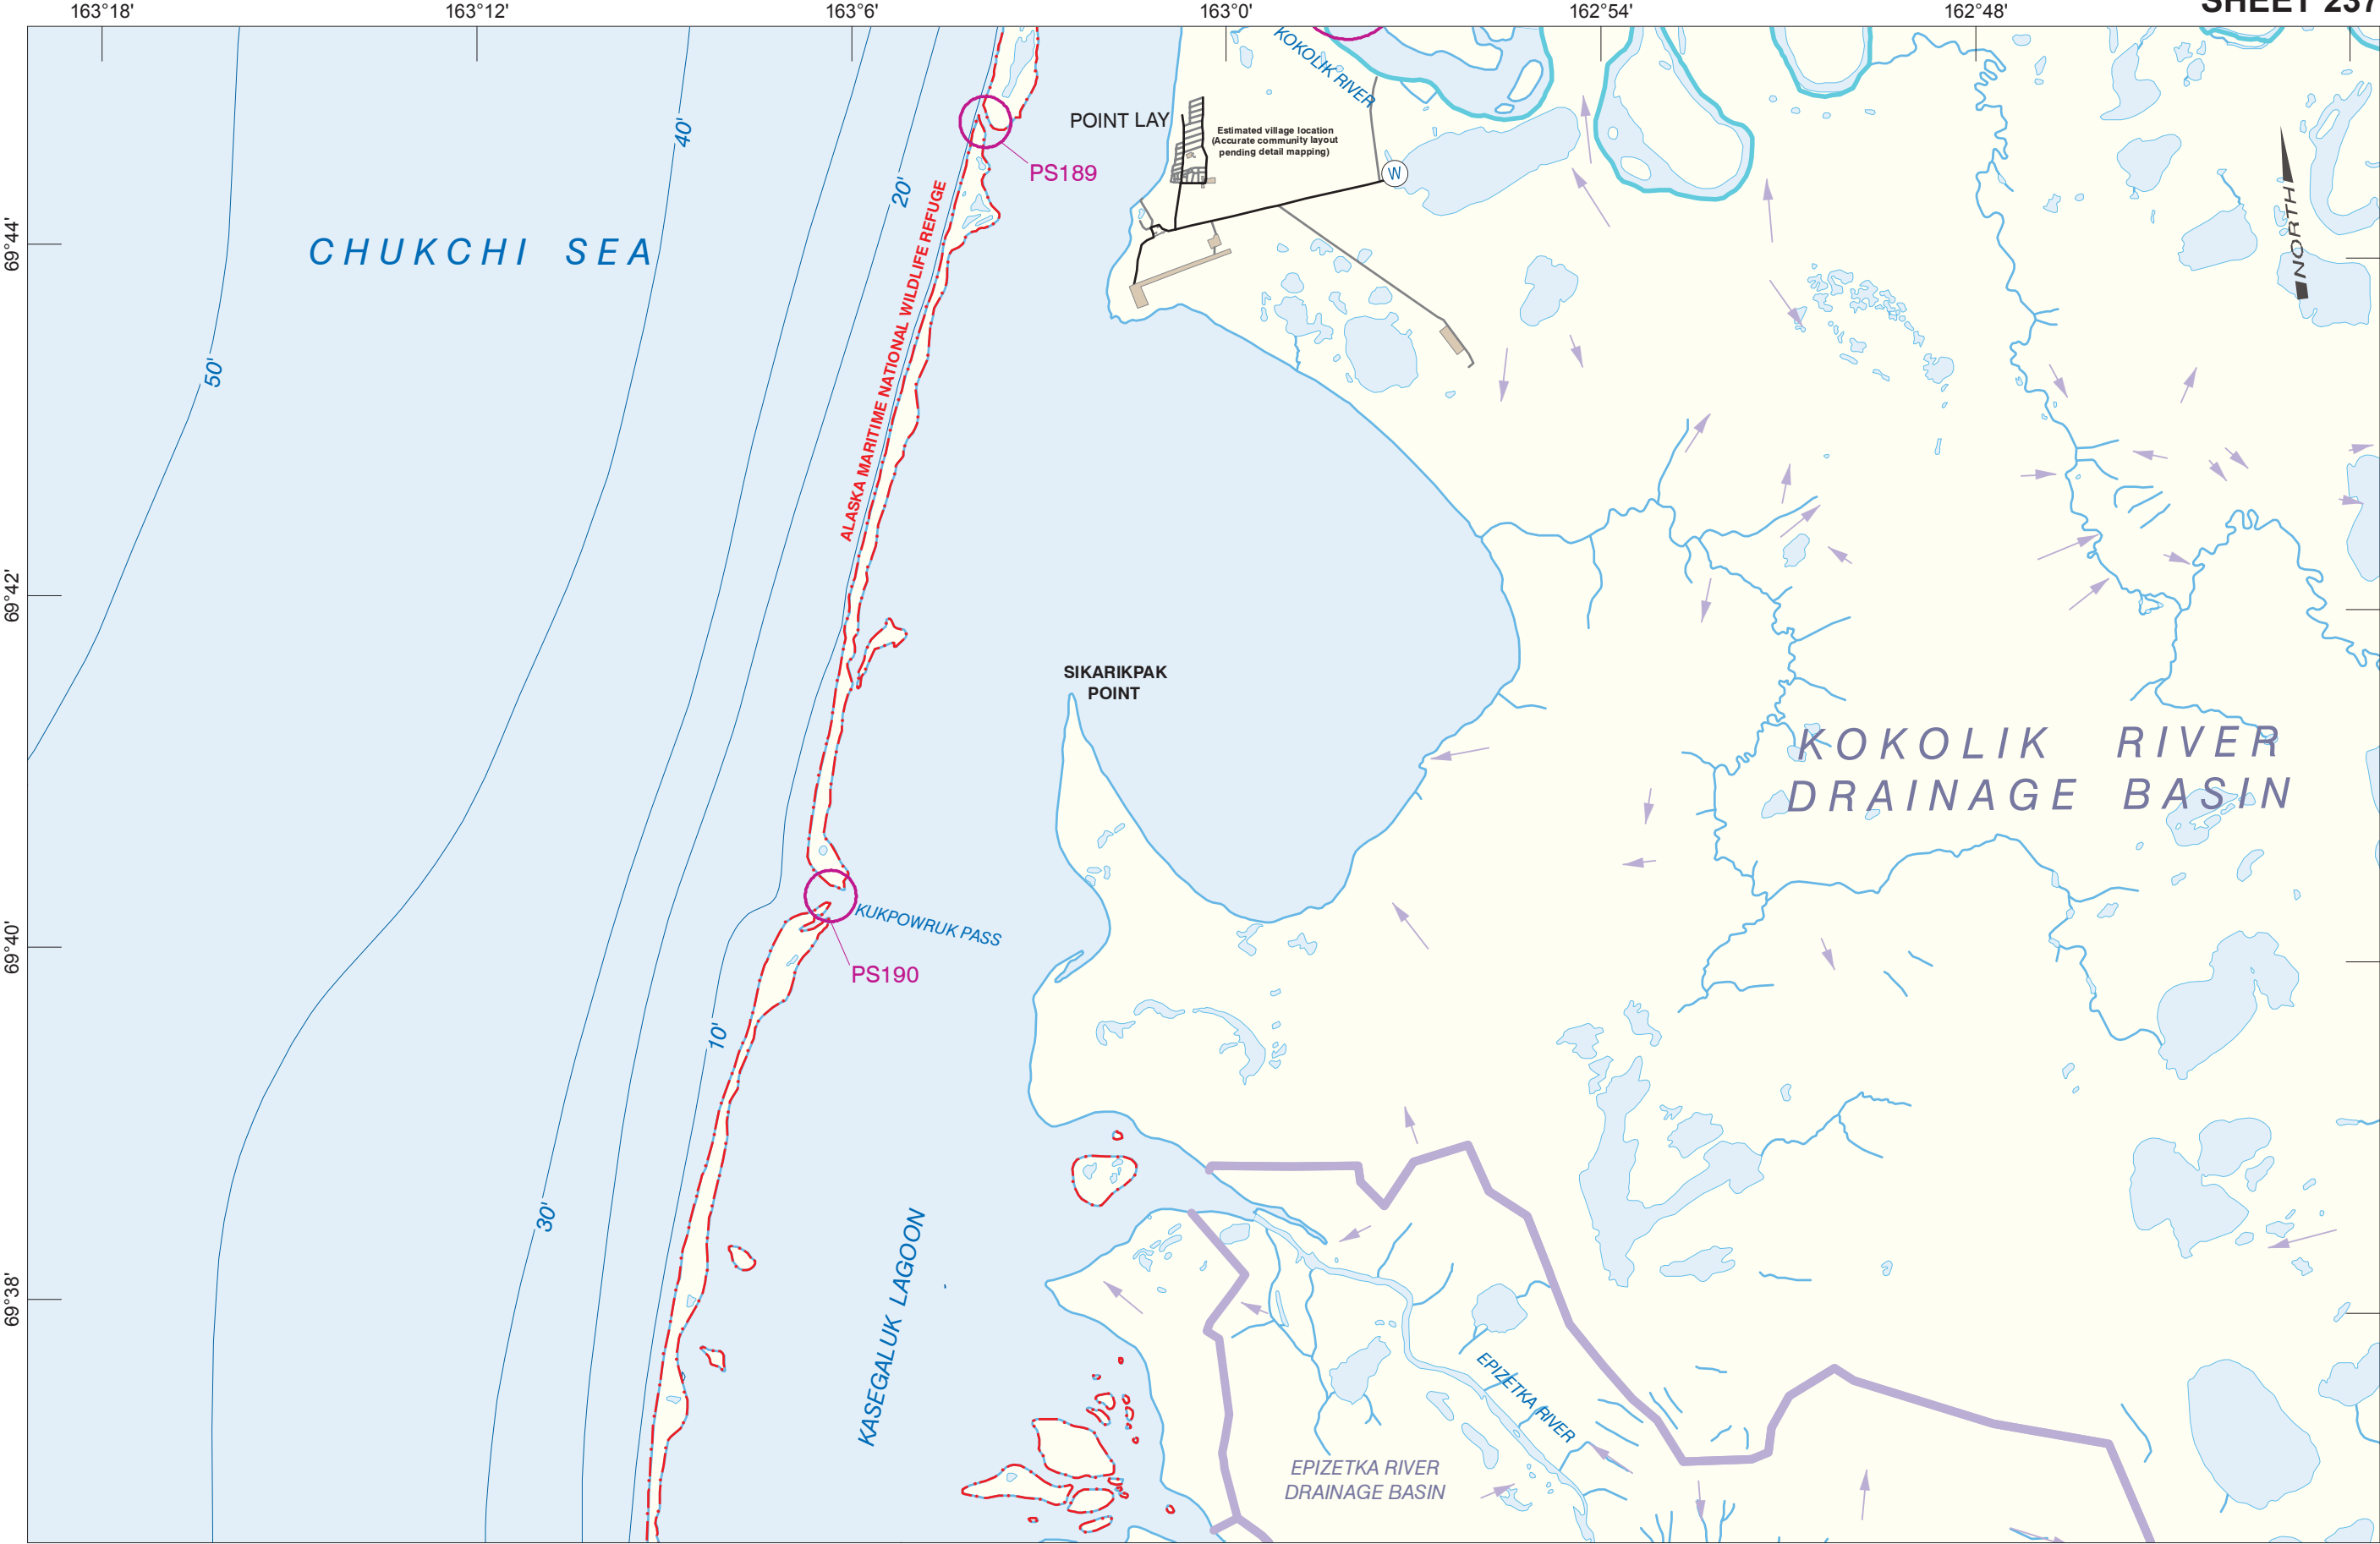 SHEET 237
163°18'
163°12'
163°6'
163°0'
162°54'
162°48'
69°44'
69°42'
69°40'
69°38'
CHUKCHI SEA
50'
40'
20'
10'
30'
ALASKA MARITIME NATIONAL WILDLIFE REFUGE
PS189
POINT LAY
Estimated village location
(Accurate community layout
pending detail mapping)
KOKOLIK RIVER
W
NORTH
SIKARIKPAK
POINT
KOKOLIK RIVER
DRAINAGE BASIN
KUKPOWRUK PASS
PS190
KASEGALUK LAGOON
EPIZETKA RIVER
EPIZETKA RIVER
DRAINAGE BASIN